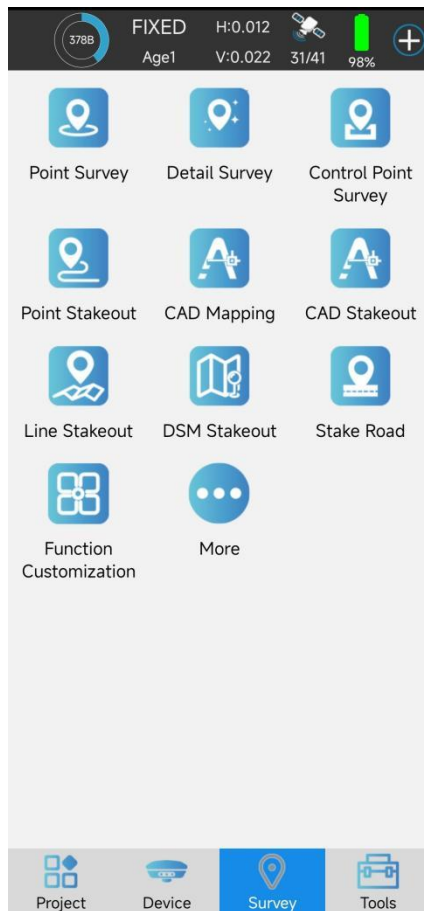 378B
FIXED
H:0.012
Age1
V:0.022
31/41
98%
Point Survey
Detail Survey
Control Point
Survey
Point Stakeout
CAD Mapping
CAD Stakeout
Line Stakeout
DSM Stakeout
Stake Road
Function
Customization
More
Project
Device
Survey
Tools